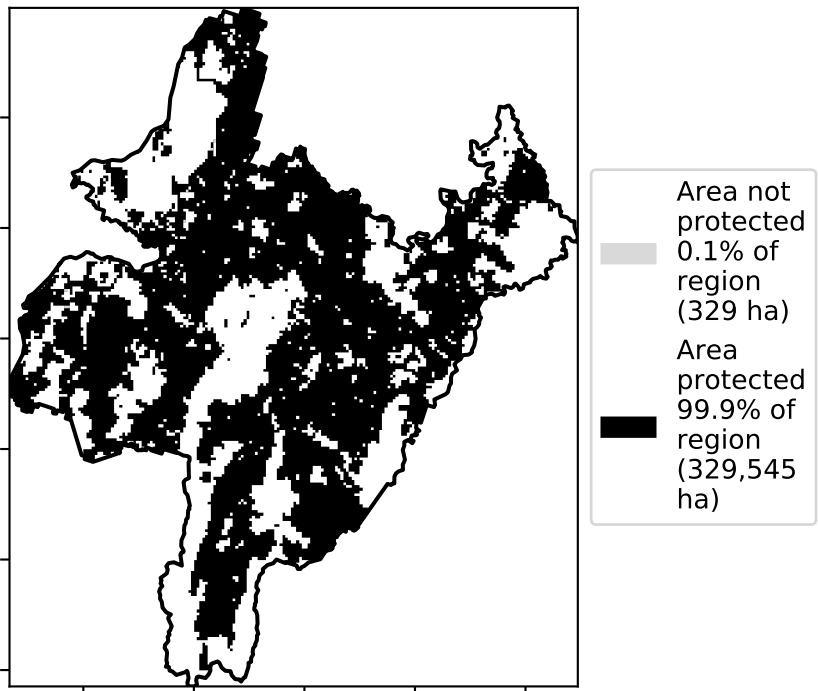 Area not
protected
0.1% of
region
(329 ha)
Area
protected
99.9% of
region
(329,545
ha)